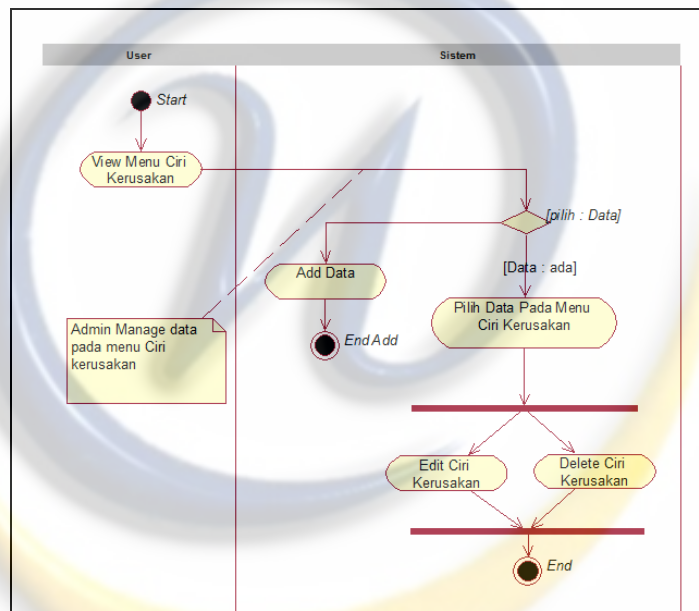 User
Sistem
Start
View Menu Ciri
Kerusakan
[pilih : Data]
Add Data
[Data : ada]
Pilih Data Pada Menu
Ciri Kerusakan
End Add
Admin Manage data
pada menu Ciri
kerusakan
Edit Ciri
Kerusakan
Delete Ciri
Kerusakan
End